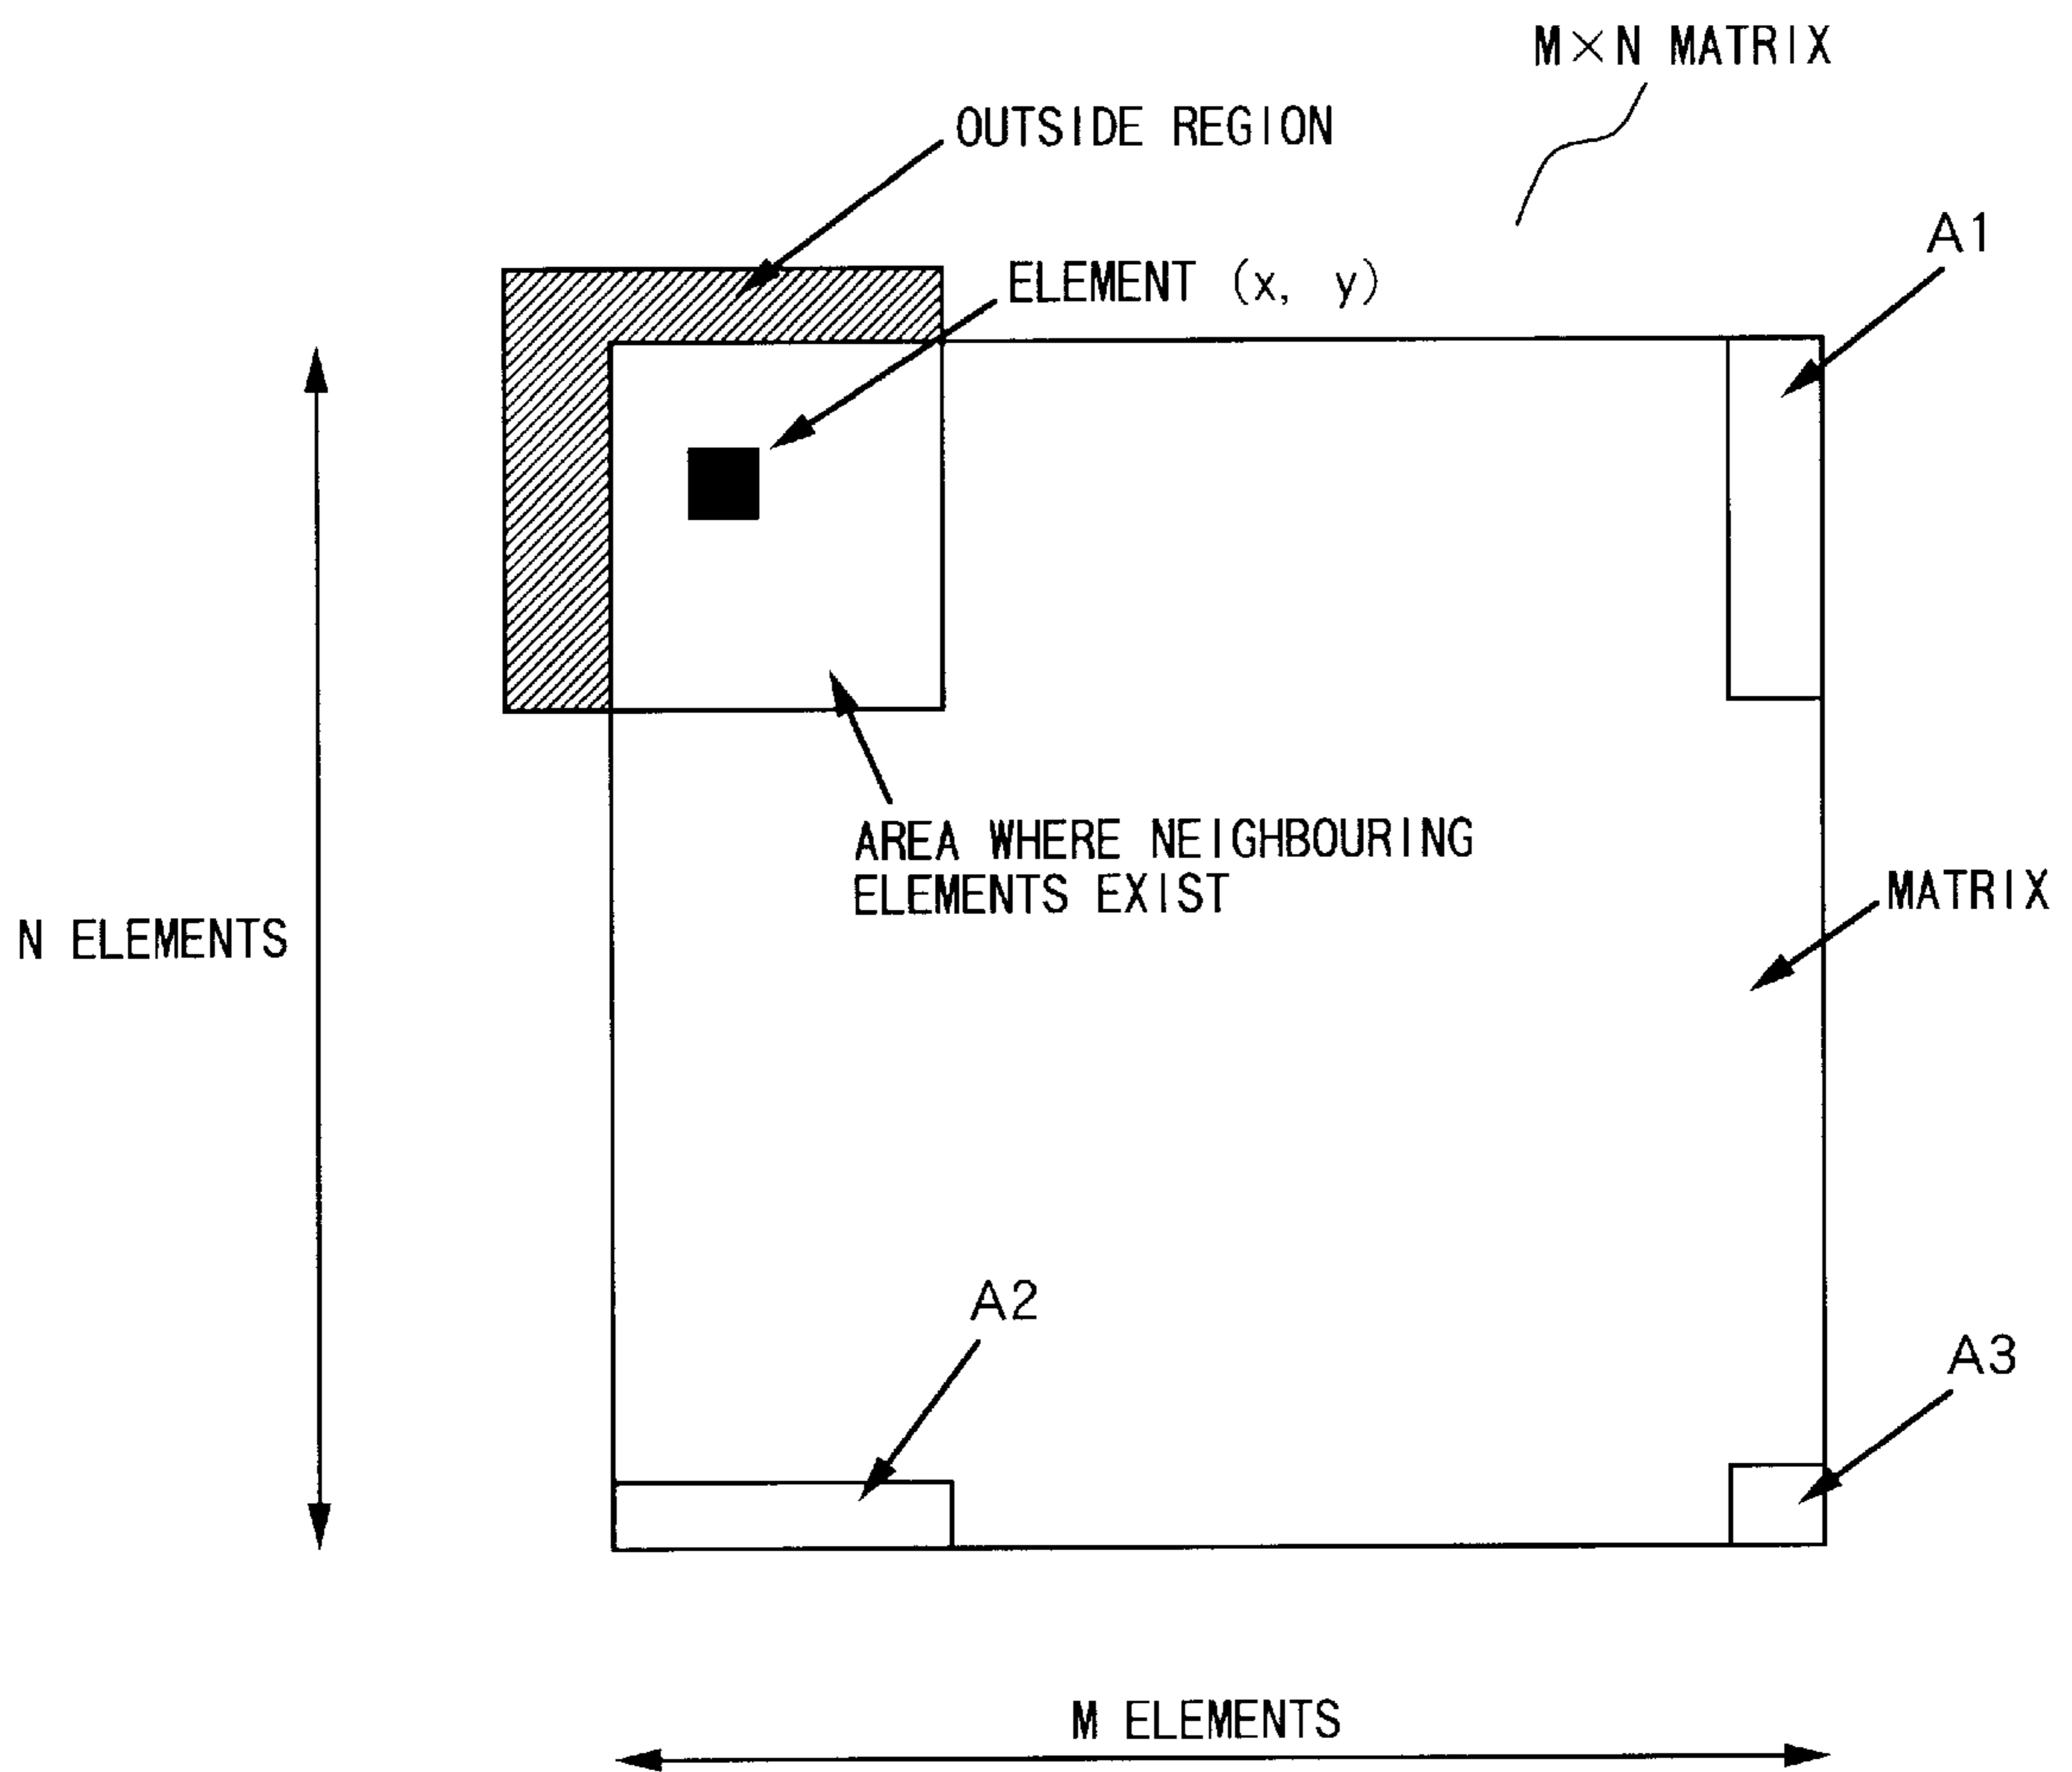 M×N MATRIX
OUTSIDE REGION
A1
ELEMENT (x, y)
AREA WHERE NEIGHBOURING
ELEMENTS EXIST
MATRIX
N ELEMENTS
A2
A3
M ELEMENTS